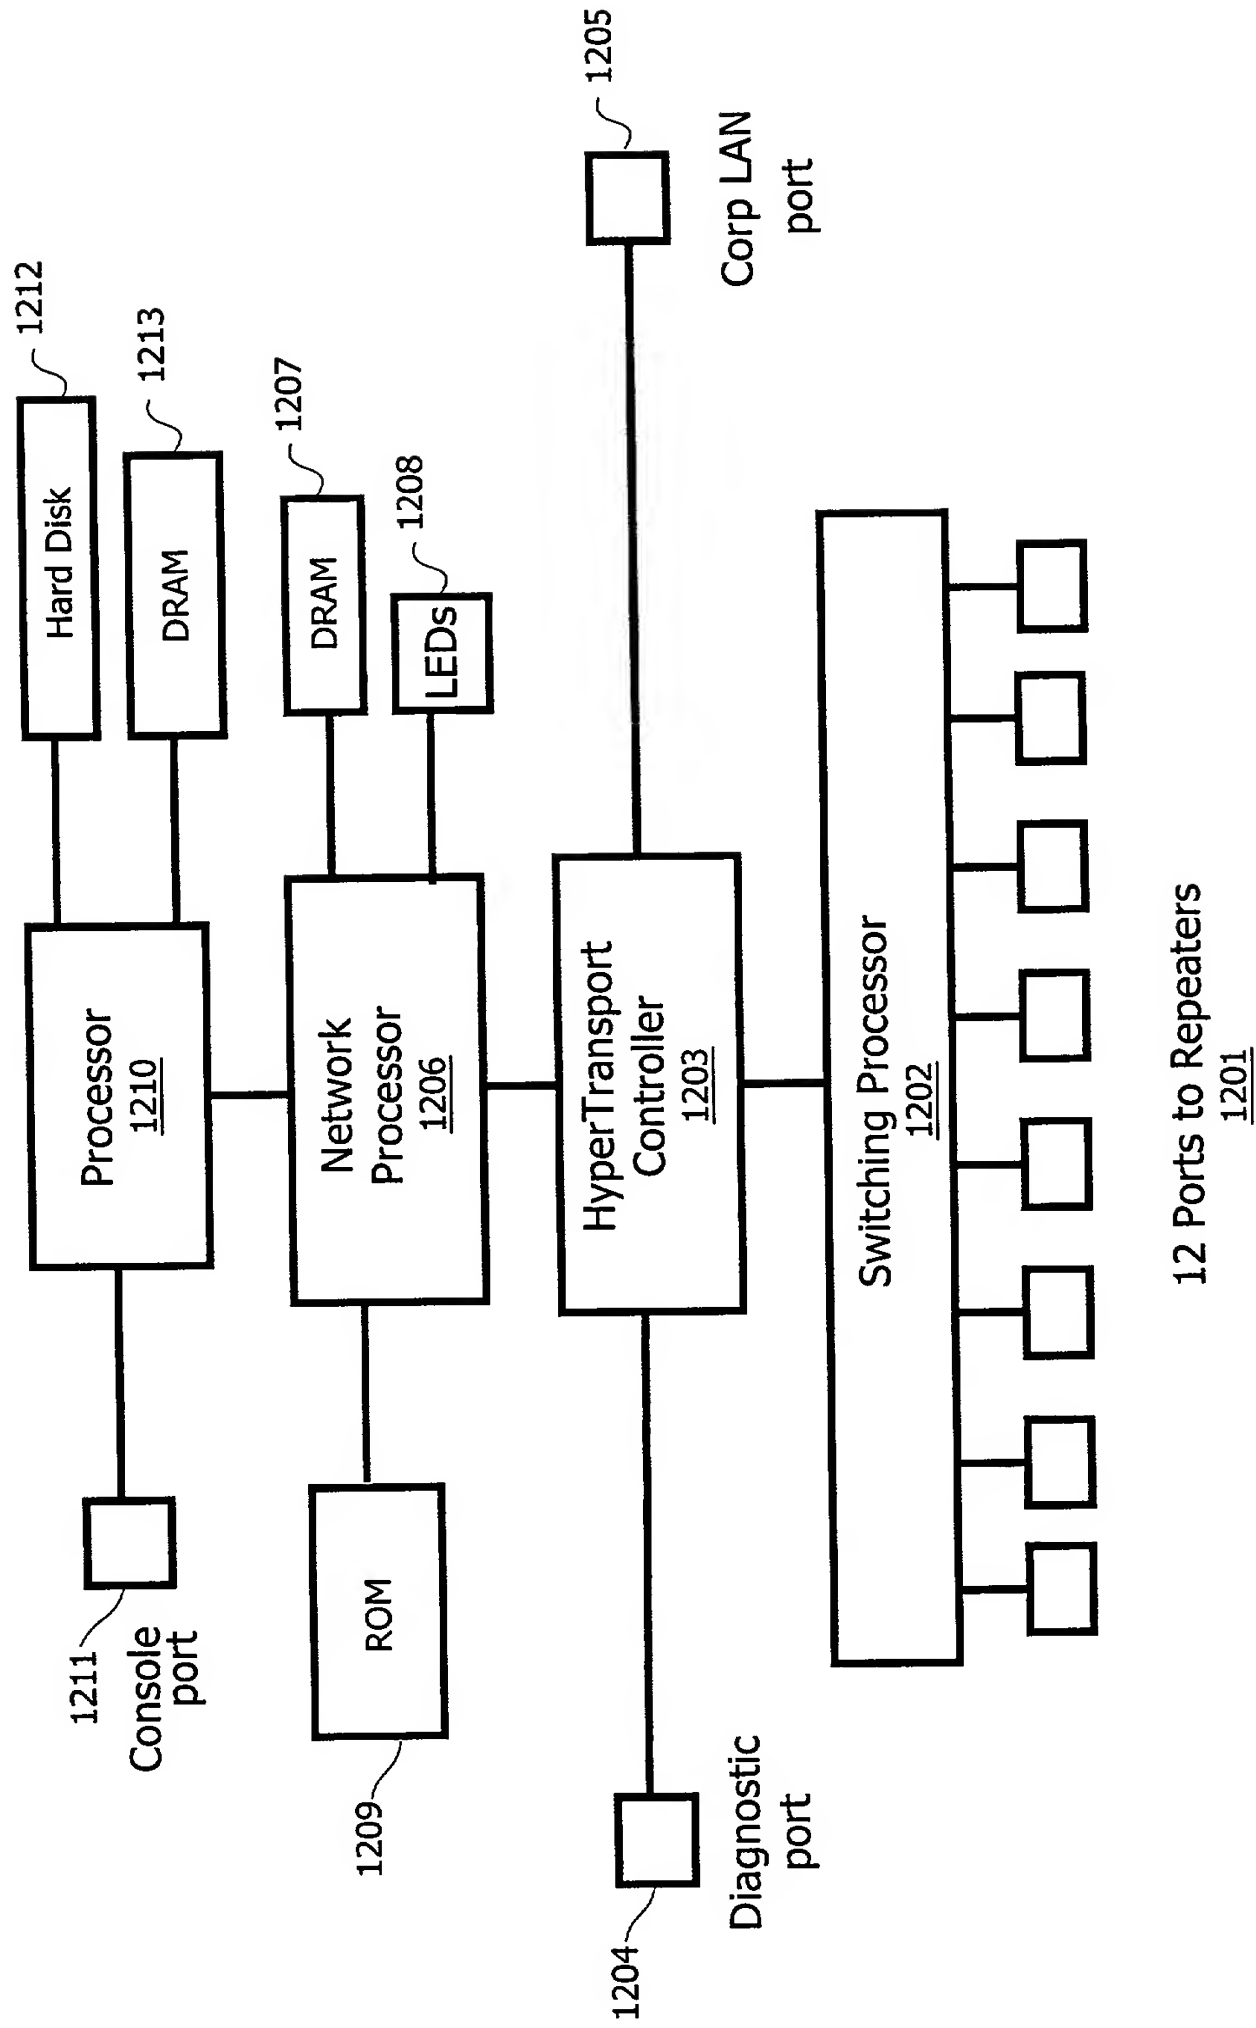 1212
Hard Disk
1213
DRAM
Processor
1210
1211
Console
port
1207
DRAM
1208
LEDs
Network
Processor
1206
ROM
1209
1205
Corp LAN
port
HyperTransport
Controller
1203
1204
Diagnostic
port
Switching Processor
1202
12 Ports to Repeaters
1201